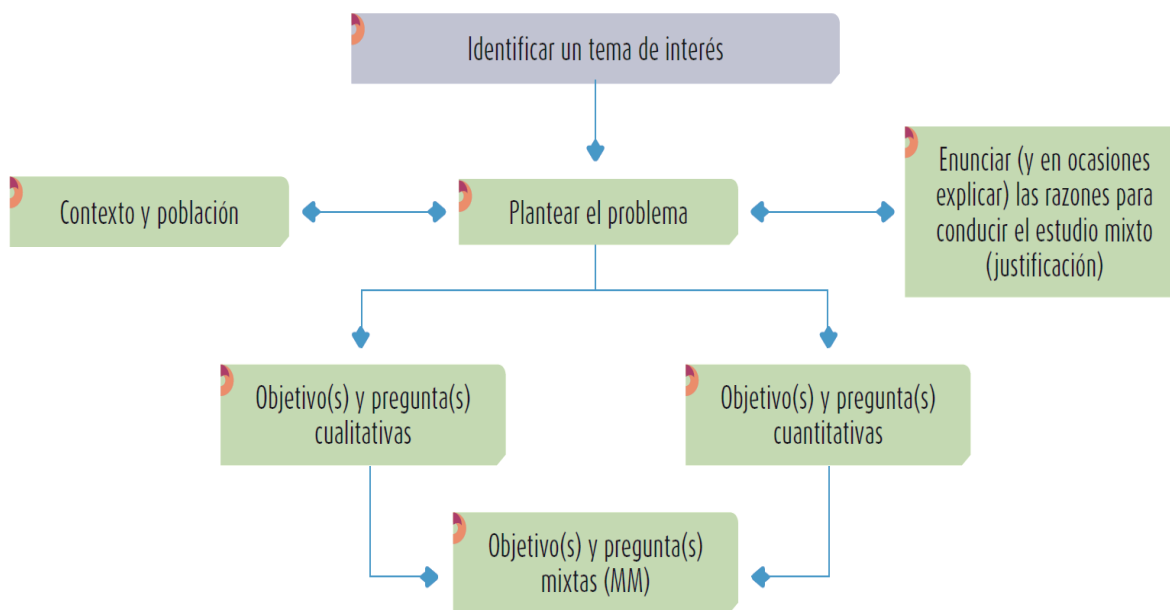 Identificar un tema de interés
Contexto y población
Plantear el problema
Enunciar (y en ocasiones
explicar) las razones para
conducir el estudio mixto
(justificación)
Objetivo(s) y pregunta(s)
cualitativas
Objetivo(s) y pregunta(s)
cuantitativas
Objetivo(s) y pregunta(s)
mixtas (MM)